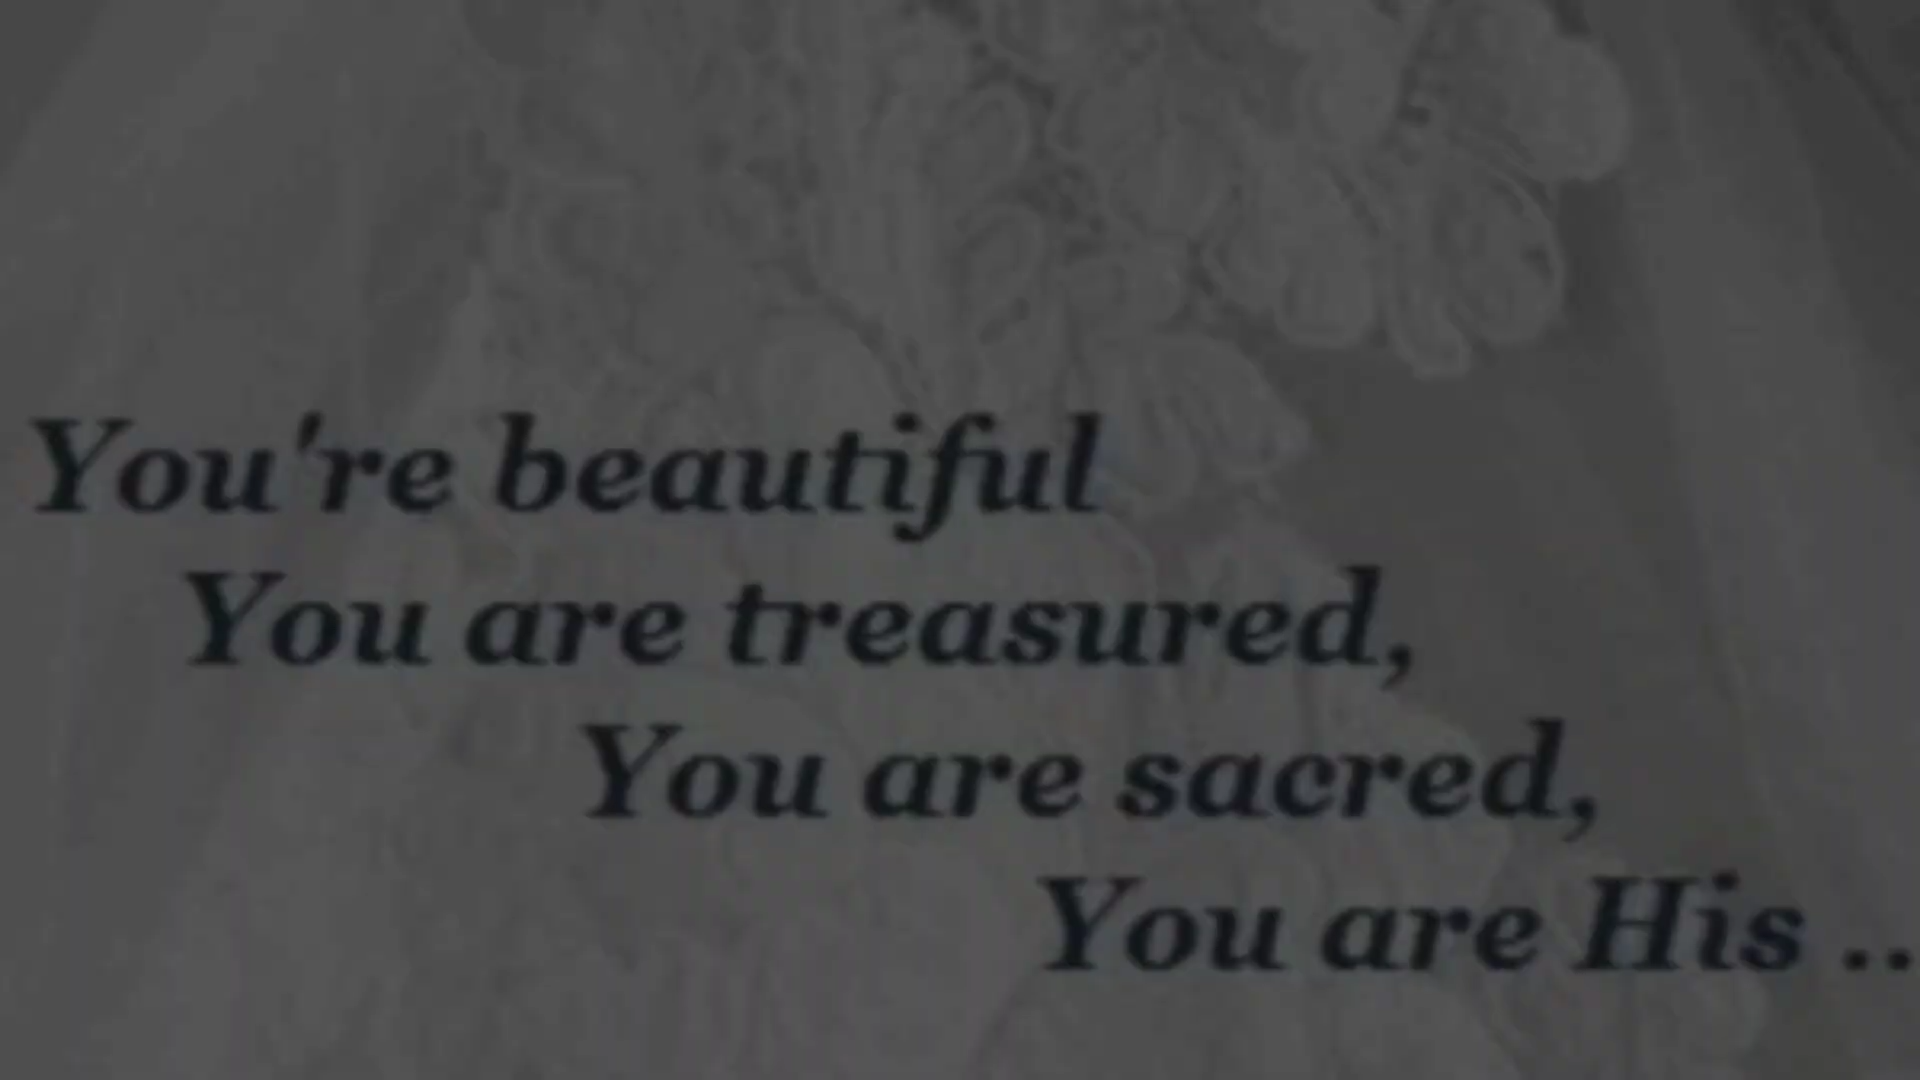 You're beautiful
You are treasured,
You are sacred,
You are His ..